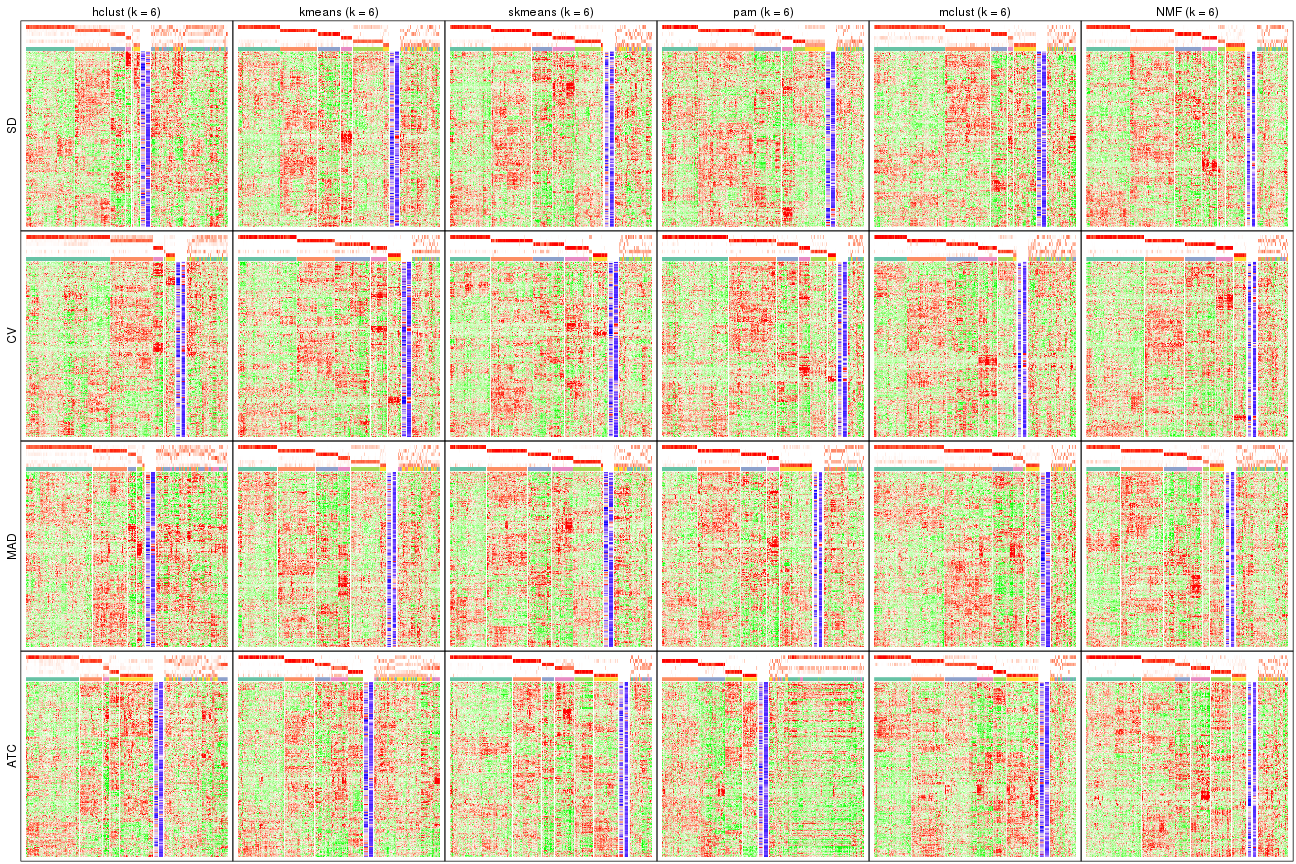 hclust (k = 6)
kmeans (k = 6)
skmeans (k = 6)
pam (k = 6)
mclust (k = 6)
NMF (k = 6)
SD
CV
MAD
ATC